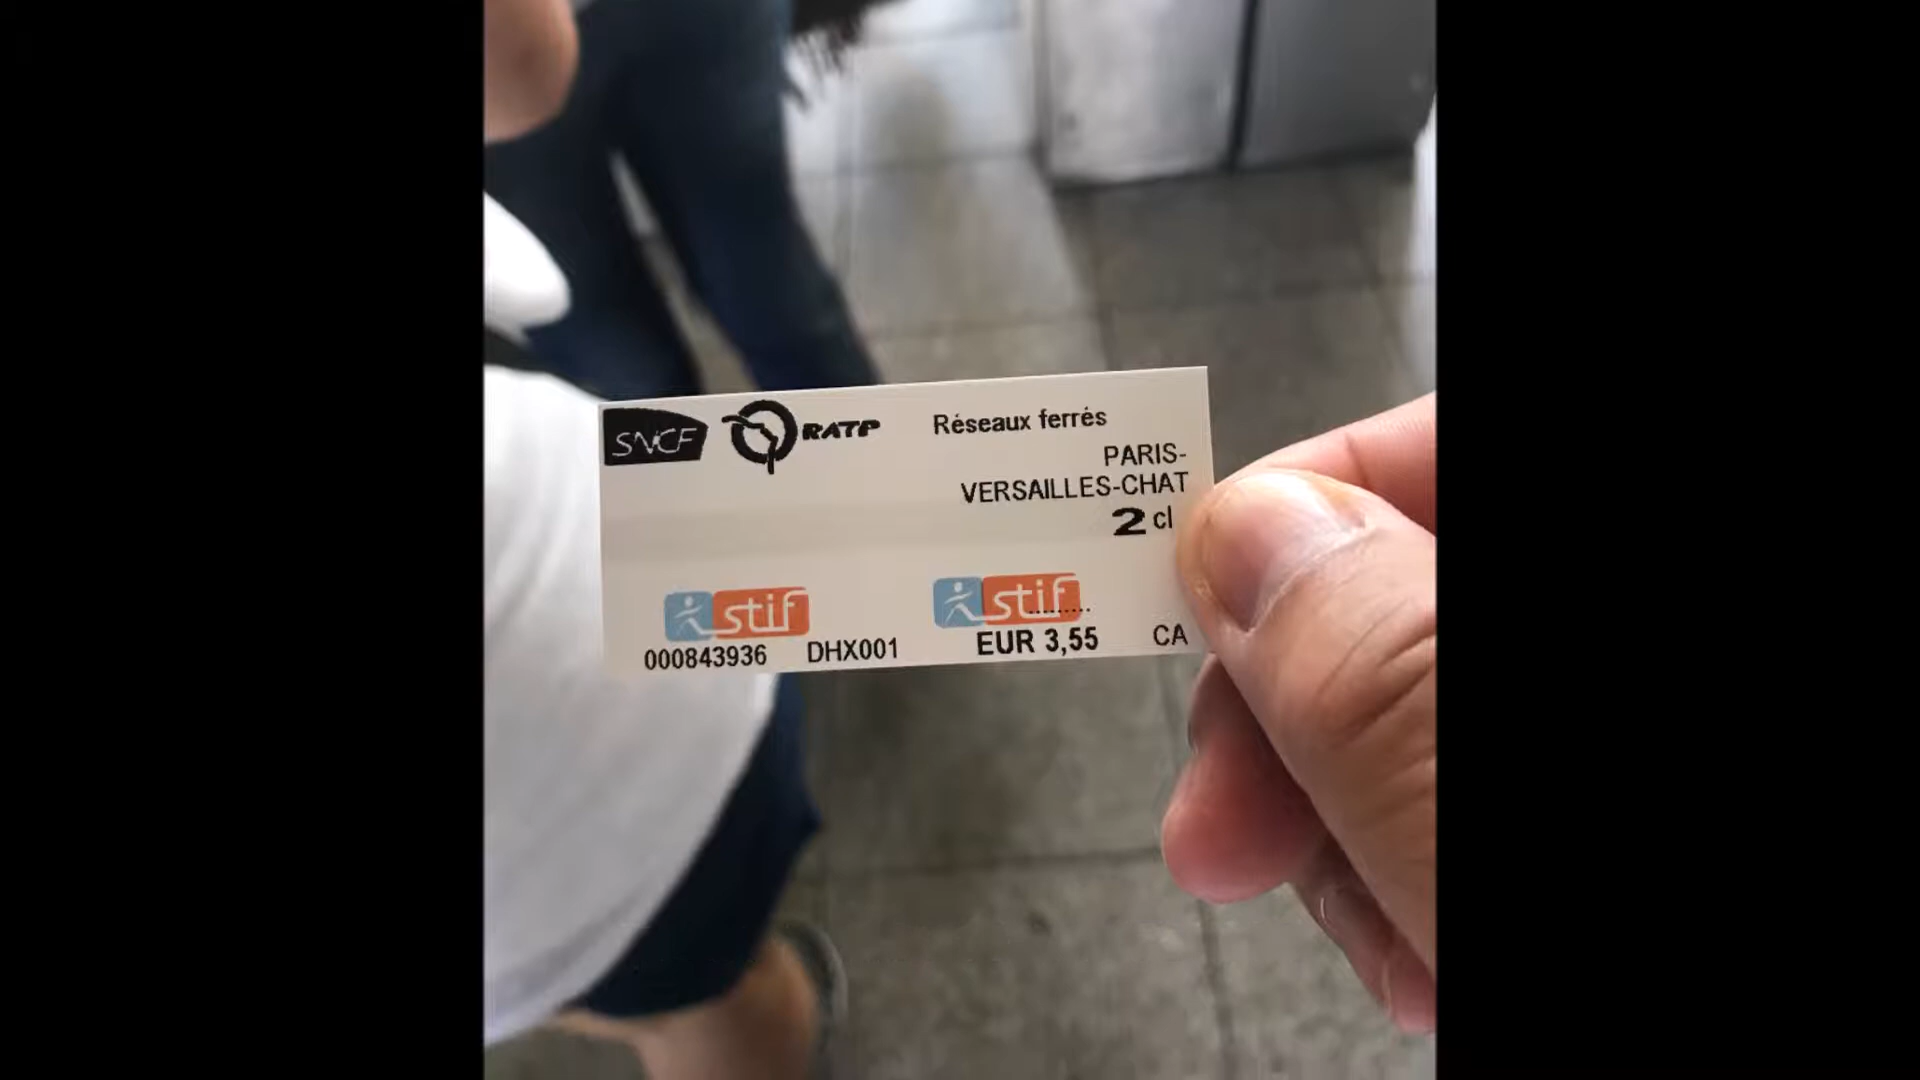 SNCF RATP Réseaux ferrés
PARIS-
VERSAILLES-CHAT
2 cl
stif stif
000843936 DHX001 EUR 3,55 CA